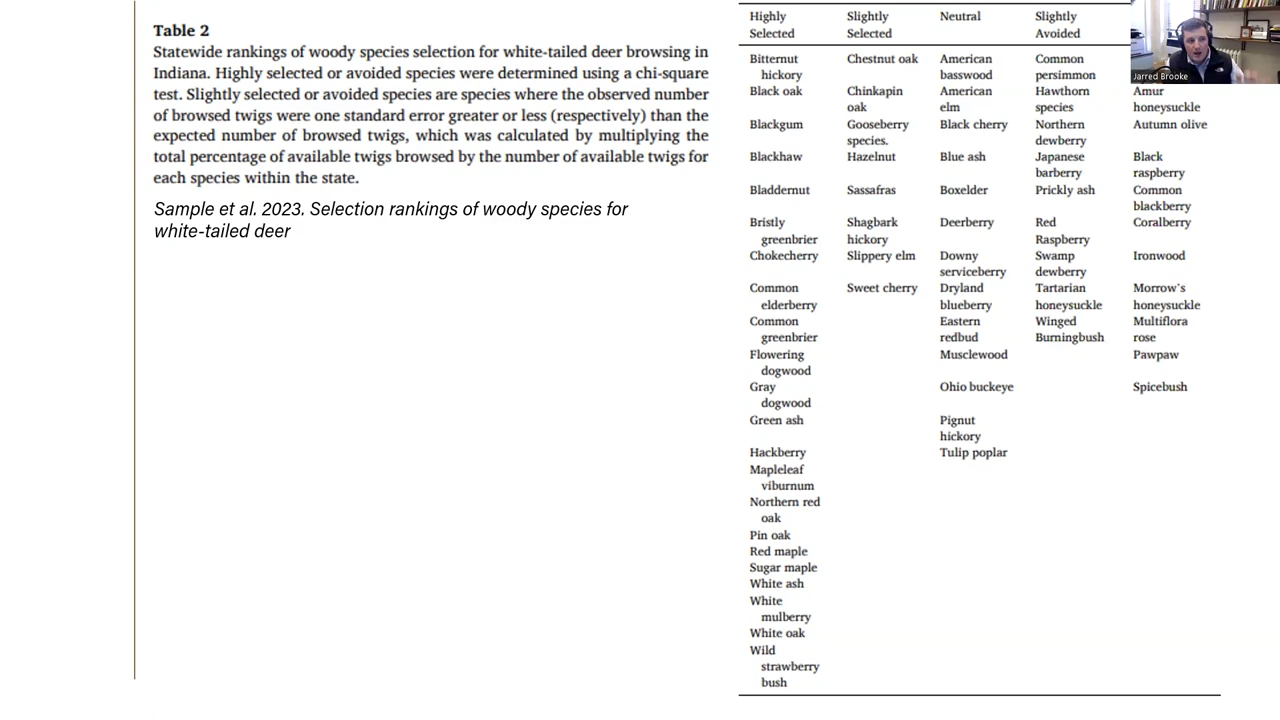 Table 2
Statewide rankings of woody species selection for white-tailed deer browsing in
Indiana. Highly selected or avoided species were determined using a chi-square
test. Slightly selected or avoided species are species where the observed number
of browsed twigs were one standard error greater or less (respectively) than the
expected number of browsed twigs, which was calculated by multiplying the
total percentage of available twigs browsed by the number of available twigs for
each species within the state.
Sample et al. 2023. Selection rankings of woody species for
white-tailed deer
Highly Slightly Neutral Slightly
Selected Selected Avoided
Bitternut Chestnut oak American Common
hickory basswood persimmon
Black oak Chinkapin American Hawthorn Amur
oak elm species honeysuckle
Blackgum Gooseberry Black cherry Northern Autumn olive
species. dewberry
Blackhaw Hazelnut Blue ash Japanese Black
barberry raspberry
Bladdernut Sassafras Boxelder Prickly ash Common
blackberry
Bristly Shagbark Deerberry Red Coralberry
greenbrier hickory Raspberry
Chokecherry Slippery elm Downy Swamp Ironwood
serviceberry dewberry
Common Sweet cherry Dryland Tartarian Morrow's
elderberry blueberry honeysuckle honeysuckle
Common Eastern Winged Multiflora
greenbrier redbud Burningbush rose
Flowering Musclewood Pawpaw
dogwood
Gray Ohio buckeye Spicebush
dogwood
Green ash Pignut
hickory
Hackberry Tulip poplar
Mapleleaf
viburnum
Northern red
oak
Pin oak
Red maple
Sugar maple
White ash
White
mulberry
White oak
Wild
strawberry
bush
Jarred Brooke